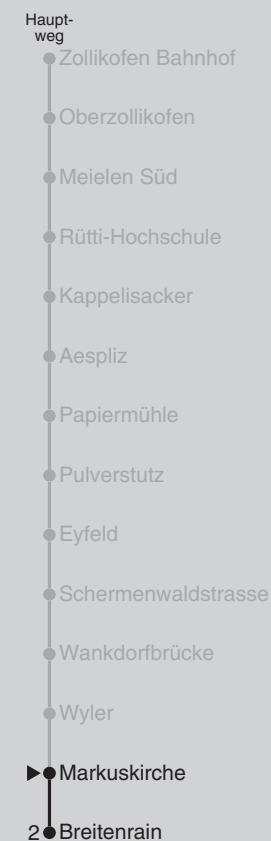 Haupt-
weg
Zollikofen Bahnhof
Oberzollikofen
Meielen Süd
Rütti-Hochschule
Kappelisacker
Aespliz
Papiermühle
Pulverstutz
Eyfeld
Schermenwaldstrasse
Wankdorfbrücke
Wyler
Markuskirche
2 Breitenrain